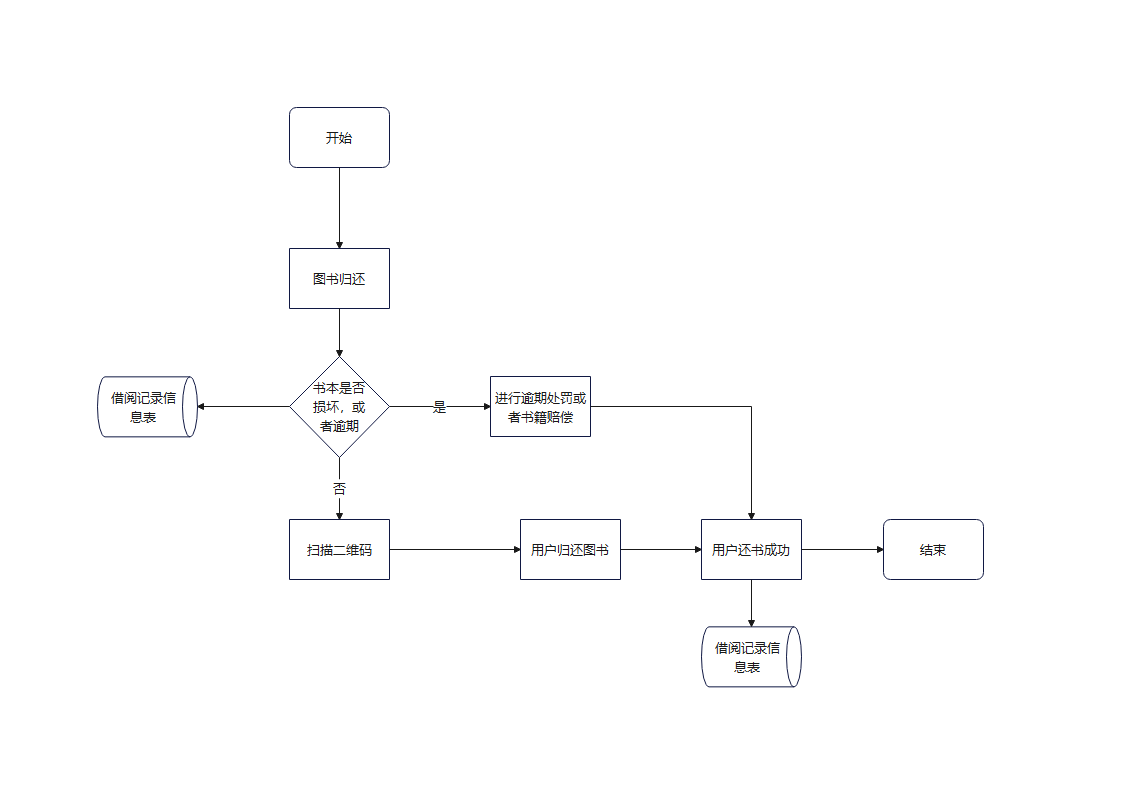 开始
图书归还
书本是否
损坏，或
者逾期
借阅记录信
息表
是
进行逾期处罚或
者书籍赔偿
否
扫描二维码
用户归还图书
用户还书成功
结束
借阅记录信
息表